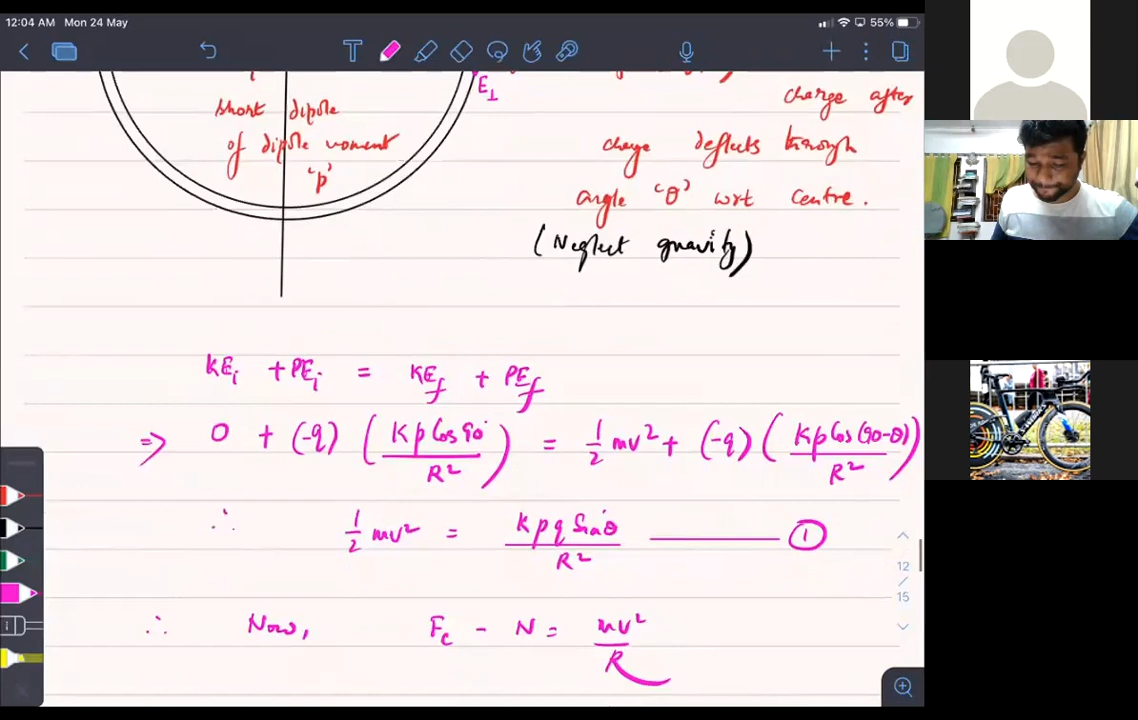 12:04 AM Mon 24 May
55%
E⊥
charge after
short dipole
of dipole moment
'p'
charge deflects through
angle 'θ' wrt centre.
(Neglect gravity)
KEi + PEi = KEf + PEf
=> 0 + (-q) (Kp Cos 90° / R²) = 1/2 mv² + (-q) (Kp Cos (90-θ) / R²)
∴ 1/2 mv² = Kpq Sinθ / R² ——— ①
12
/
15
∴ Now, Fc - N = mv² / R